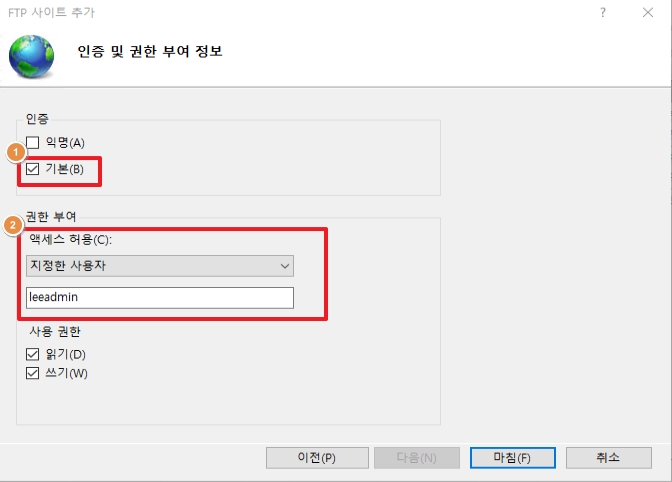 FTP 사이트 추가
?
인증 및 권한 부여 정보
인증
익명(A)
1
기본(B)
권한 부여
2
액세스 허용(C):
지정한 사용자
leeadmin
사용 권한
읽기(D)
쓰기(W)
이전(P) 다음(N) 마침(F) 취소